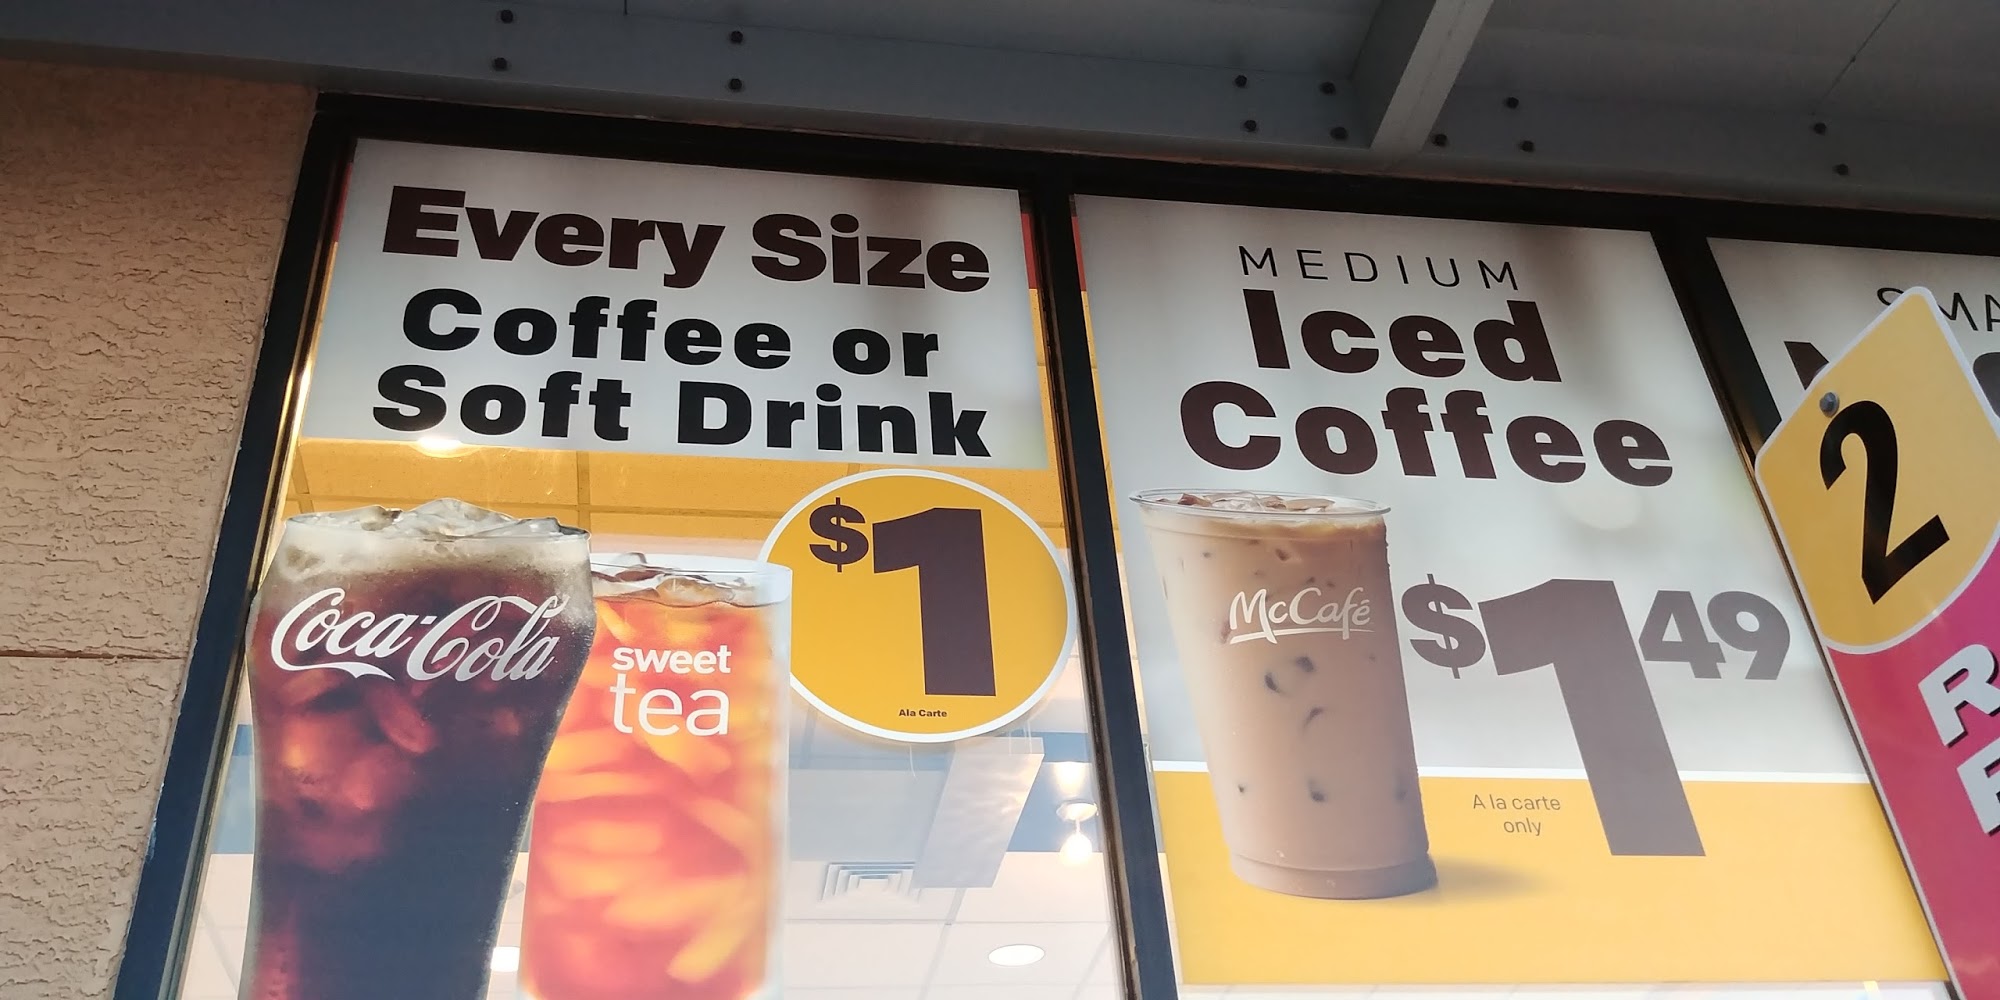 Every Size
Coffee or
Soft Drink
$1
Ala Carte
Coca-Cola
sweet
tea
MEDIUM
Iced
Coffee
McCafé
$1 49
A la carte
only
2